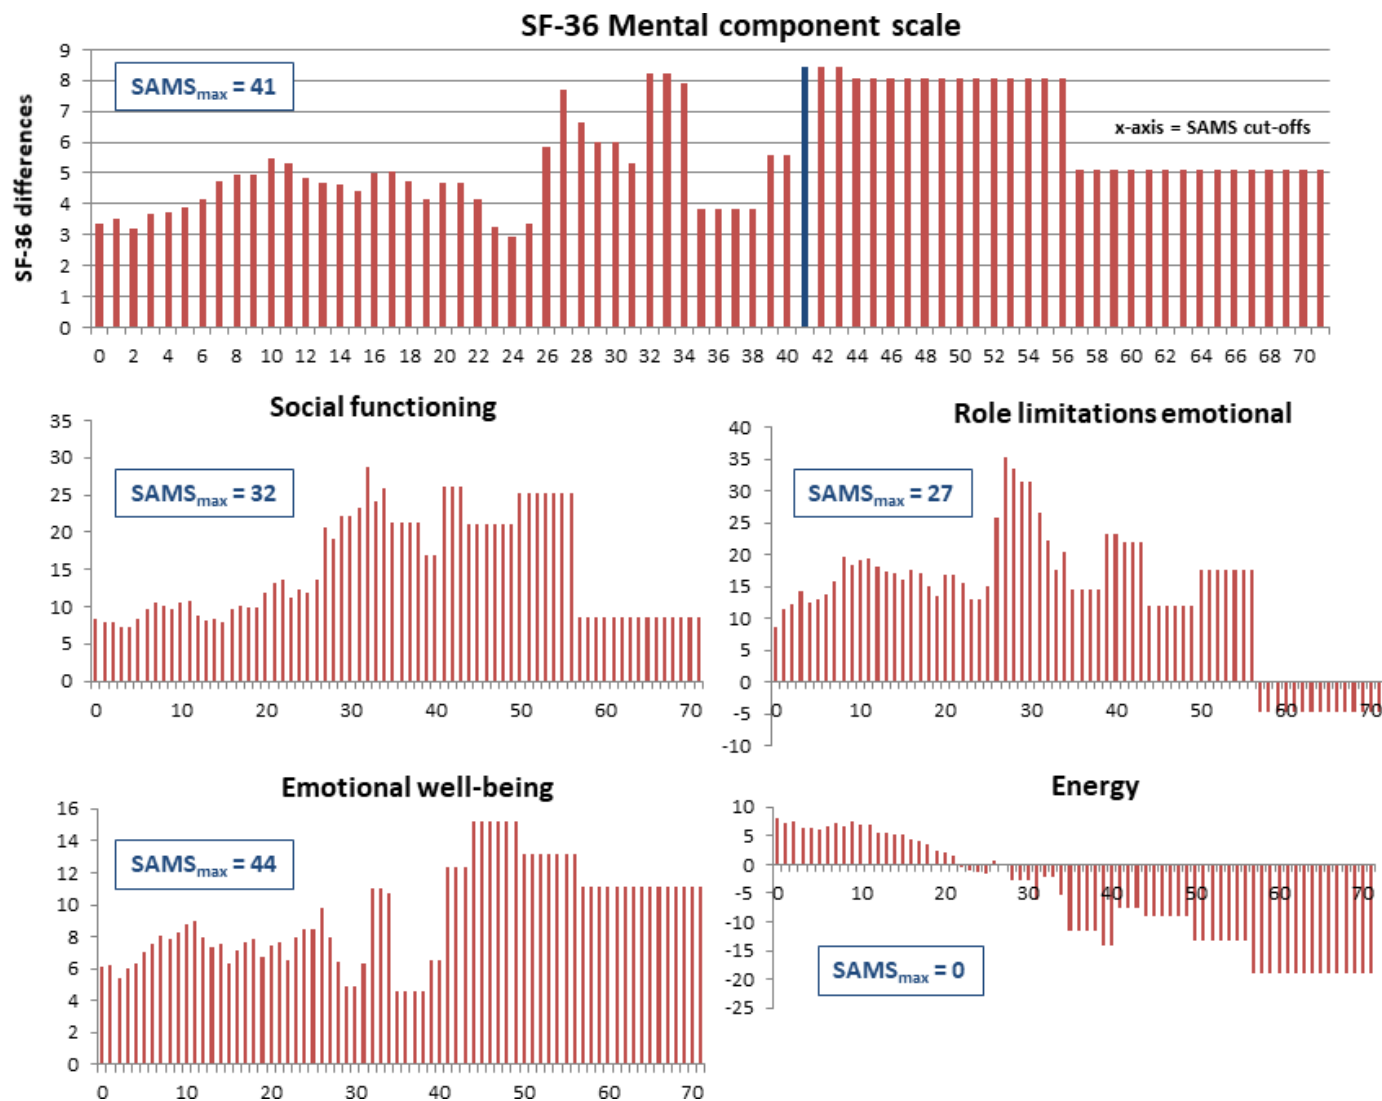 SF-36 Mental component scale
9
8
7
6
5
4
3
2
1
0
SF-36 differences
SAMSmax = 41
x-axis = SAMS cut-offs
0 2 4 6 8 10 12 14 16 18 20 22 24 26 28 30 32 34 36 38 40 42 44 46 48 50 52 54 56 58 60 62 64 66 68 70
Social functioning
35
30
25
20
15
10
5
0
SAMSmax = 32
0 10 20 30 40 50 60 70
Role limitations emotional
40
35
30
25
20
15
10
5
0
-5
-10
SAMSmax = 27
0 10 20 30 40 50 60 70
Emotional well-being
16
14
12
10
8
6
4
2
0
SAMSmax = 44
0 10 20 30 40 50 60 70
Energy
10
5
0
-5
-10
-15
-20
-25
0 10 20 30 40 50 60 70
SAMSmax = 0